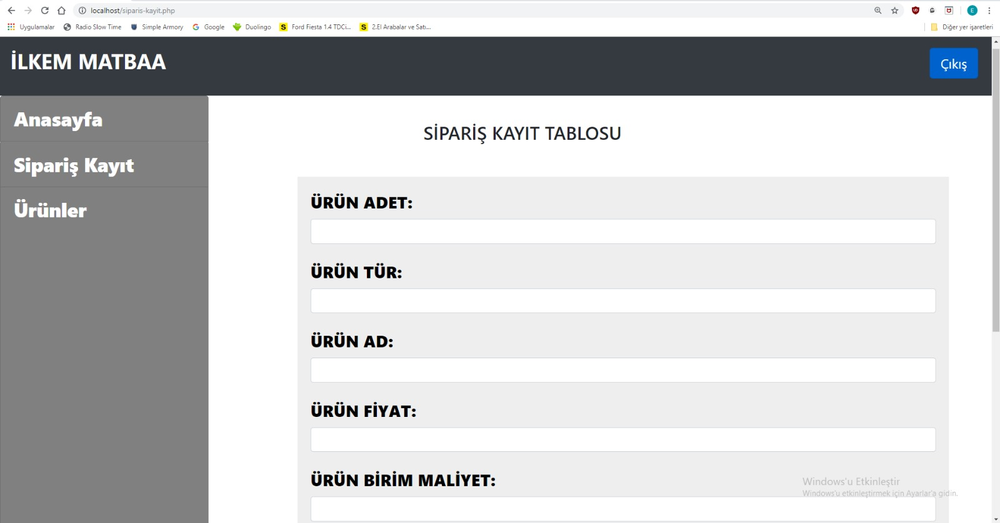 localhost/siparis-kayit.php
E
Uygulamalar Radio Slow Time Simple Armory G Google Duolingo S Ford Fiesta 1.4 TDCi... S 2.El Arabalar ve Satı... Diğer yer işaretleri
İLKEM MATBAA
Çıkış
Anasayfa
Sipariş Kayıt
Ürünler
SİPARİŞ KAYIT TABLOSU
ÜRÜN ADET:
ÜRÜN TÜR:
ÜRÜN AD:
ÜRÜN FİYAT:
ÜRÜN BİRİM MALİYET:
Windows'u Etkinleştir
Windows'u etkinleştirmek için Ayarlar'a gidin.